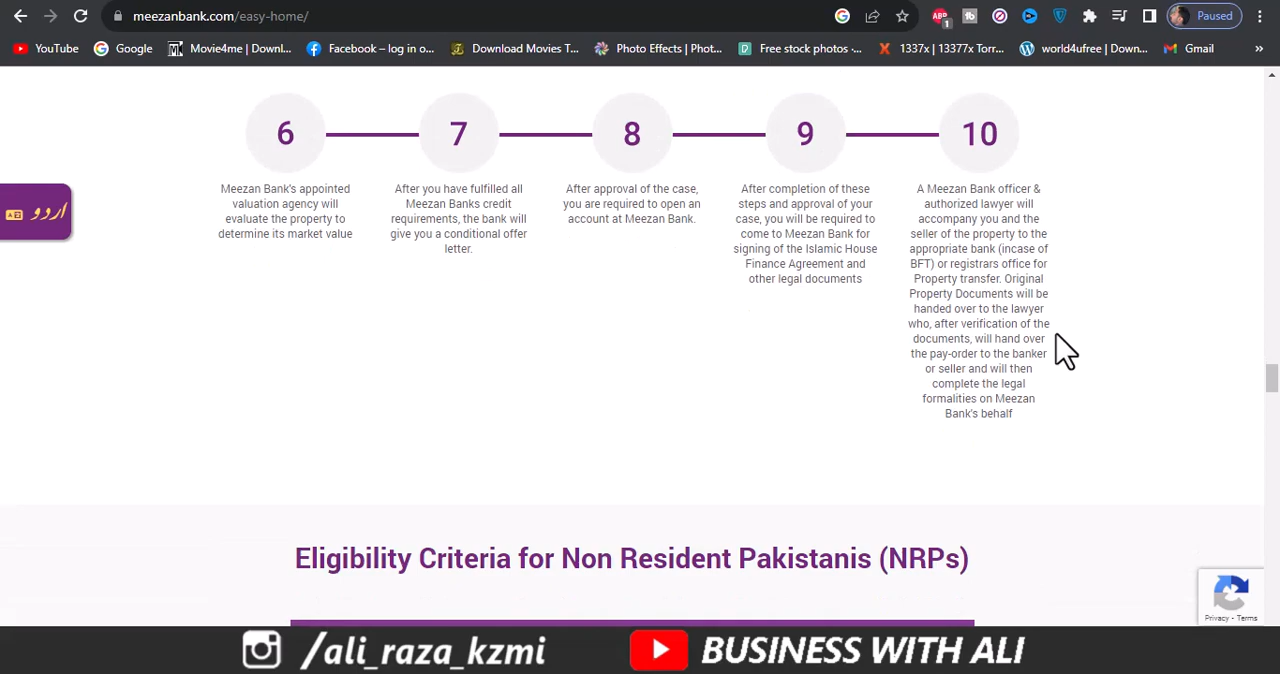 meezanbank.com/easy-home/
ABP
1
tb
Paused
YouTube
Google
Movie4me | Downl...
Facebook – log in o...
Download Movies T...
Photo Effects | Phot...
Free stock photos ·...
1337x | 13377x Torr...
world4ufree | Down...
Gmail
»
6
7
8
9
10
Meezan Bank's appointed
valuation agency will
evaluate the property to
determine its market value
After you have fulfilled all
Meezan Banks credit
requirements, the bank will
give you a conditional offer
letter.
After approval of the case,
you are required to open an
account at Meezan Bank.
After completion of these
steps and approval of your
case, you will be required to
come to Meezan Bank for
signing of the Islamic House
Finance Agreement and
other legal documents
A Meezan Bank officer &
authorized lawyer will
accompany you and the
seller of the property to the
appropriate bank (incase of
BFT) or registrars office for
Property transfer. Original
Property Documents will be
handed over to the lawyer
who, after verification of the
documents, will hand over
the pay-order to the banker
or seller and will then
complete the legal
formalities on Meezan
Bank's behalf
اردو
Eligibility Criteria for Non Resident Pakistanis (NRPs)
Privacy - Terms
/ali_raza_kzmi
BUSINESS WITH ALI